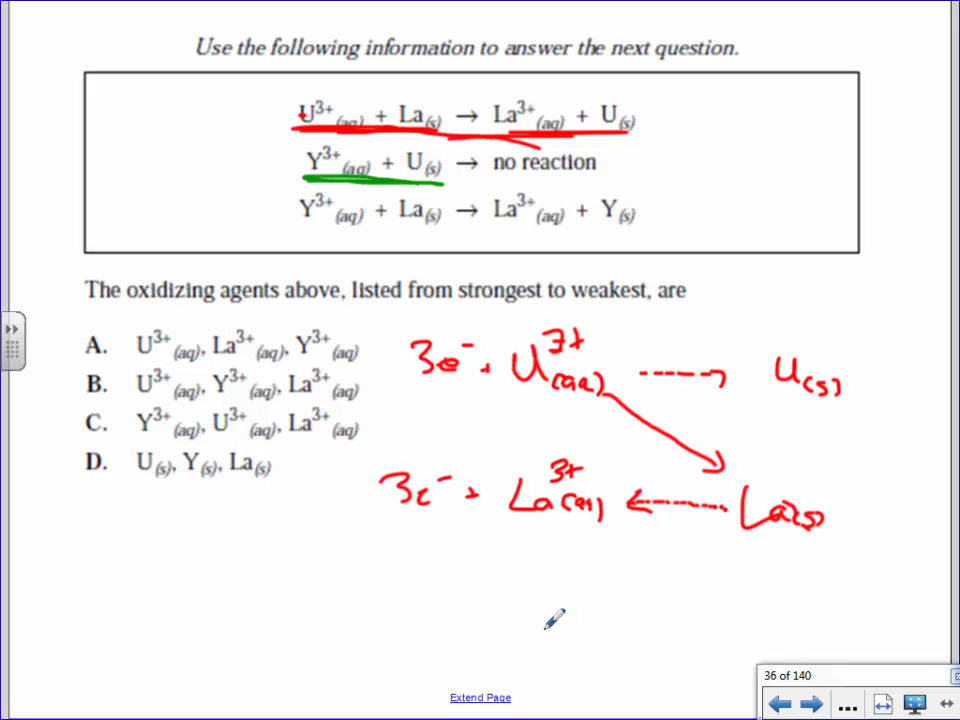 Use the following information to answer the next question.
U³⁺(aq) + La(s) → La³⁺(aq) + U(s)
Y³⁺(aq) + U(s) → no reaction
Y³⁺(aq) + La(s) → La³⁺(aq) + Y(s)
The oxidizing agents above, listed from strongest to weakest, are
A. U³⁺(aq), La³⁺(aq), Y³⁺(aq)
B. U³⁺(aq), Y³⁺(aq), La³⁺(aq)
C. Y³⁺(aq), U³⁺(aq), La³⁺(aq)
D. U(s), Y(s), La(s)
3e⁻ + U³⁺(aq) → U(s)
3e⁻ + La³⁺(aq) ← La(s)
Extend Page
36 of 140